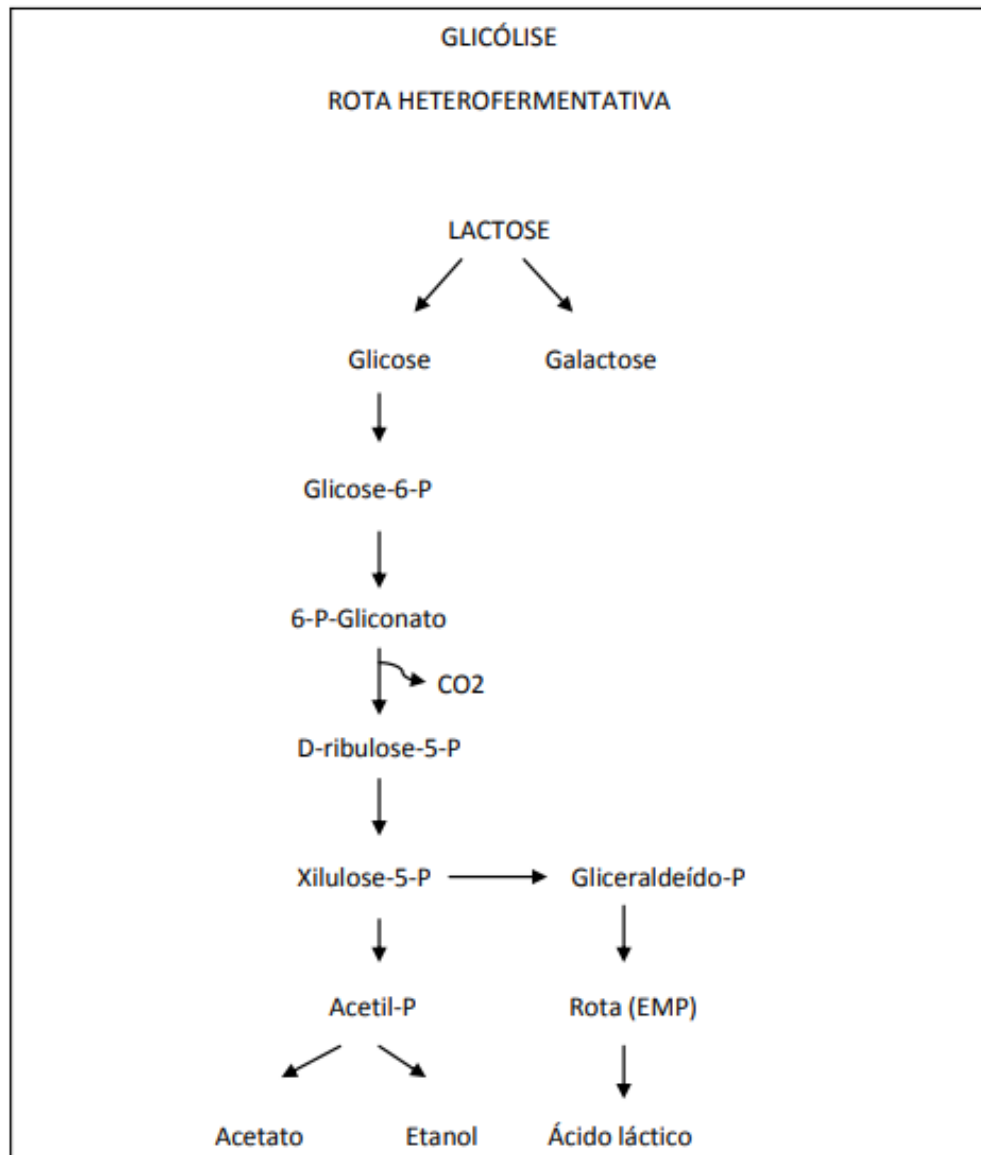 GLICÓLISE
ROTA HETEROFERMENTATIVA
LACTOSE
Glicose Galactose
Glicose-6-P
6-P-Gliconato
CO2
D-ribulose-5-P
Xilulose-5-P Gliceraldeído-P
Acetil-P Rota (EMP)
Acetato Etanol Ácido láctico